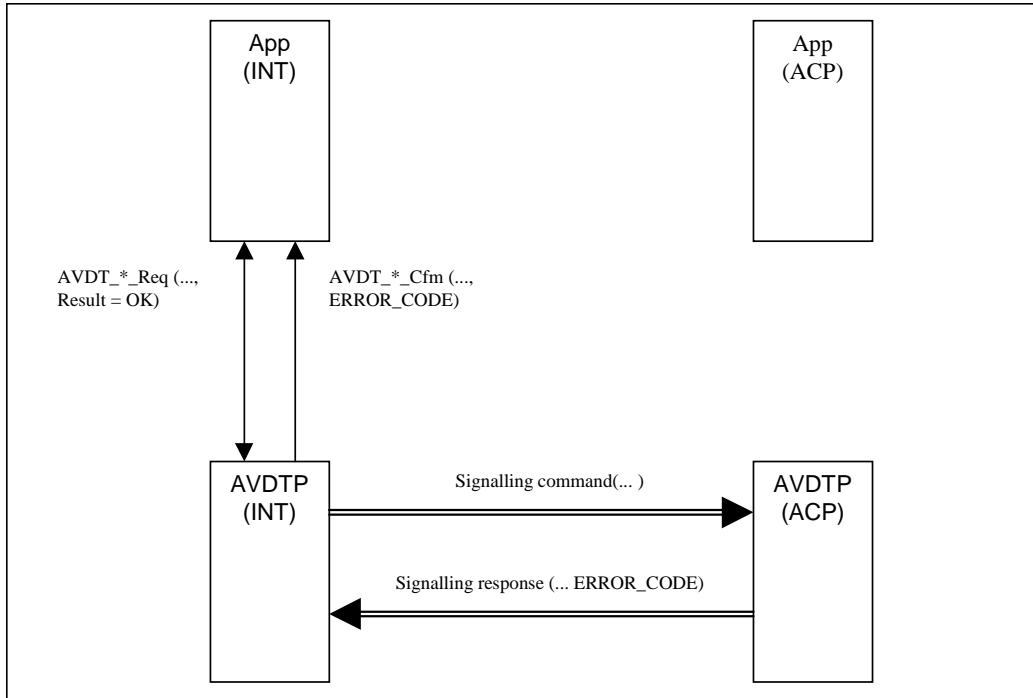 App
(INT)
App
(ACP)
AVDT_*_Req (...,
Result = OK)
AVDT_*_Cfm (...,
ERROR_CODE)
AVDTP
(INT)
Signalling command(... )
AVDTP
(ACP)
Signalling response (... ERROR_CODE)